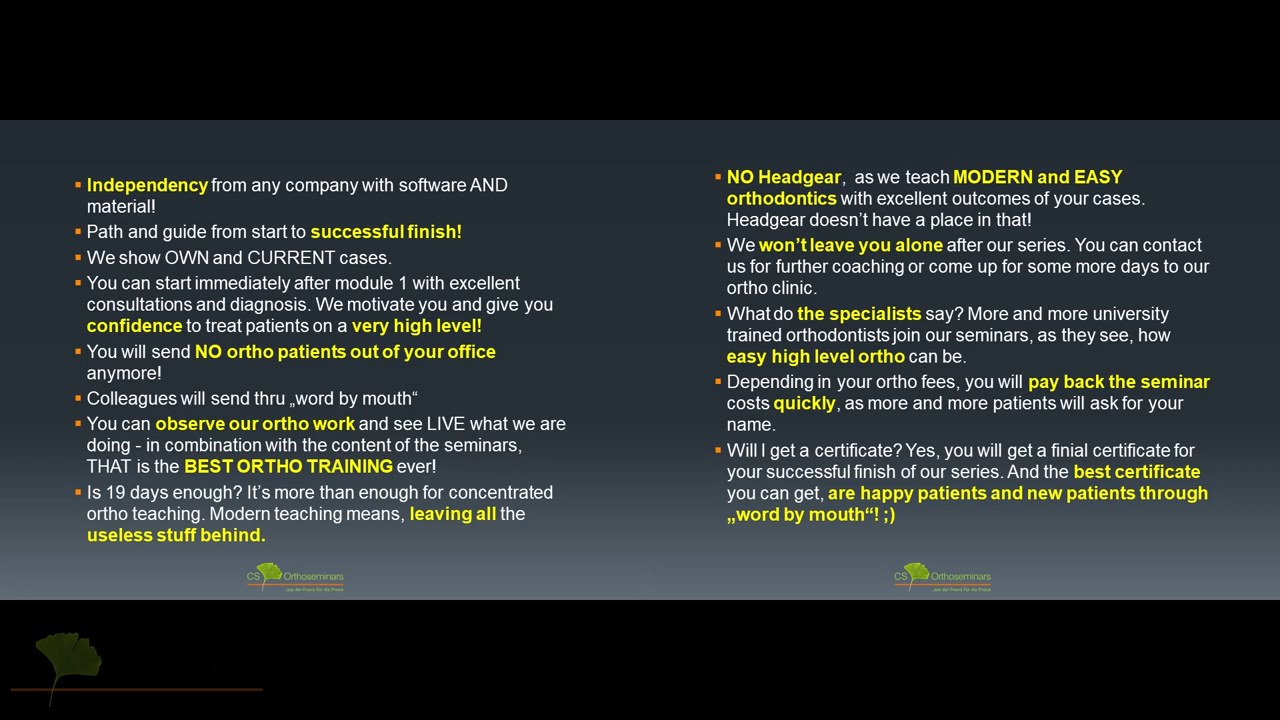 Independency from any company with software AND
material!
Path and guide from start to successful finish!
We show OWN and CURRENT cases.
You can start immediately after module 1 with excellent
consultations and diagnosis. We motivate you and give you
confidence to treat patients on a very high level!
You will send NO ortho patients out of your office
anymore!
Colleagues will send thru „word by mouth“
You can observe our ortho work and see LIVE what we are
doing - in combination with the content of the seminars,
THAT is the BEST ORTHO TRAINING ever!
Is 19 days enough? It’s more than enough for concentrated
ortho teaching. Modern teaching means, leaving all the
useless stuff behind.
CS Orthoseminars
...aus der Praxis für die Praxis
NO Headgear, as we teach MODERN and EASY
orthodontics with excellent outcomes of your cases.
Headgear doesn’t have a place in that!
We won’t leave you alone after our series. You can contact
us for further coaching or come up for some more days to our
ortho clinic.
What do the specialists say? More and more university
trained orthodontists join our seminars, as they see, how
easy high level ortho can be.
Depending in your ortho fees, you will pay back the seminar
costs quickly, as more and more patients will ask for your
name.
Will I get a certificate? Yes, you will get a finial certificate for
your successful finish of our series. And the best certificate
you can get, are happy patients and new patients through
„word by mouth“! ;)
CS Orthoseminars
...aus der Praxis für die Praxis